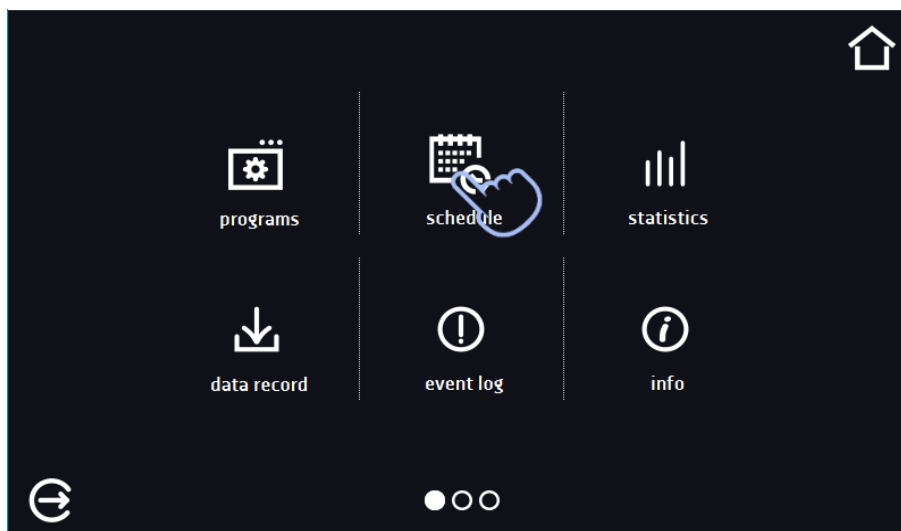 programs
schedule
statistics
data record
event log
info